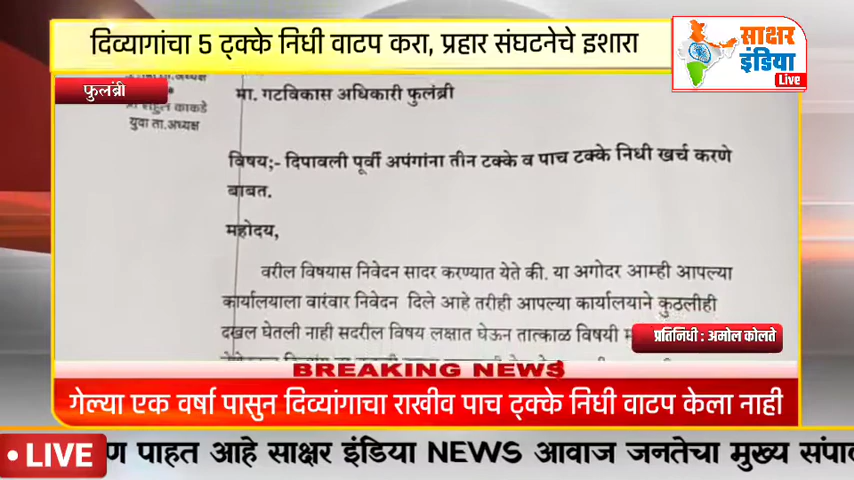 दिव्यागांचा 5 ट्क्के निधी वाटप करा, प्रहार संघटनेचे इशारा
साक्षर
इंडिया
Live
फुलंब्री
काकडे
युवा ता.अध्यक्ष
मा. गटविकास अधिकारी फुलंब्री
विषय;- दिपावली पूर्वी अपंगांना तीन टक्के व पाच टक्के निधी खर्च करणे
बाबत.
महोदय,
वरील विषयास निवेदन सादर करण्यात येते की. या अगोदर आम्ही आपल्या
कार्यालयाला वारंवार निवेदन दिले आहे तरीही आपल्या कार्यालयाने कुठलीही
दखल घेतली नाही सदरील विषय लक्षात घेऊन तात्काळ विषयी
प्रतिनिधी : अमोल कोलते
BREAKING NEWS
गेल्या एक वर्षा पासुन दिव्यांगाचा राखीव पाच ट्क्के निधी वाटप केला नाही
LIVE
पाहत आहे साक्षर इंडिया NEWS आवाज जनतेचा मुख्य